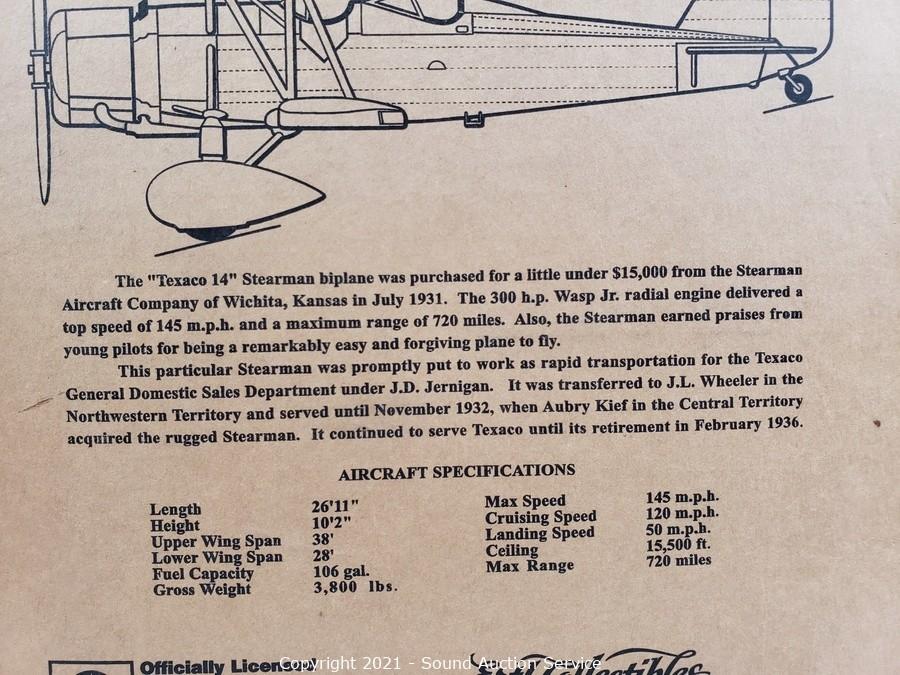 The "Texaco 14" Stearman biplane was purchased for a little under $15,000 from the Stearman
Aircraft Company of Wichita, Kansas in July 1931. The 300 h.p. Wasp Jr. radial engine delivered a
top speed of 145 m.p.h. and a maximum range of 720 miles. Also, the Stearman earned praises from
young pilots for being a remarkably easy and forgiving plane to fly.
This particular Stearman was promptly put to work as rapid transportation for the Texaco
General Domestic Sales Department under J.D. Jernigan. It was transferred to J.L. Wheeler in the
Northwestern Territory and served until November 1932, when Aubry Kief in the Central Territory
acquired the rugged Stearman. It continued to serve Texaco until its retirement in February 1936.
AIRCRAFT SPECIFICATIONS
Length 26'11"
Height 10'2"
Upper Wing Span 38'
Lower Wing Span 28'
Fuel Capacity 106 gal.
Gross Weight 3,800 lbs.
Max Speed 145 m.p.h.
Cruising Speed 120 m.p.h.
Landing Speed 50 m.p.h.
Ceiling 15,500 ft.
Max Range 720 miles
Officially Licensed
Collectibles
Copyright 2021 - Sound Auction Service